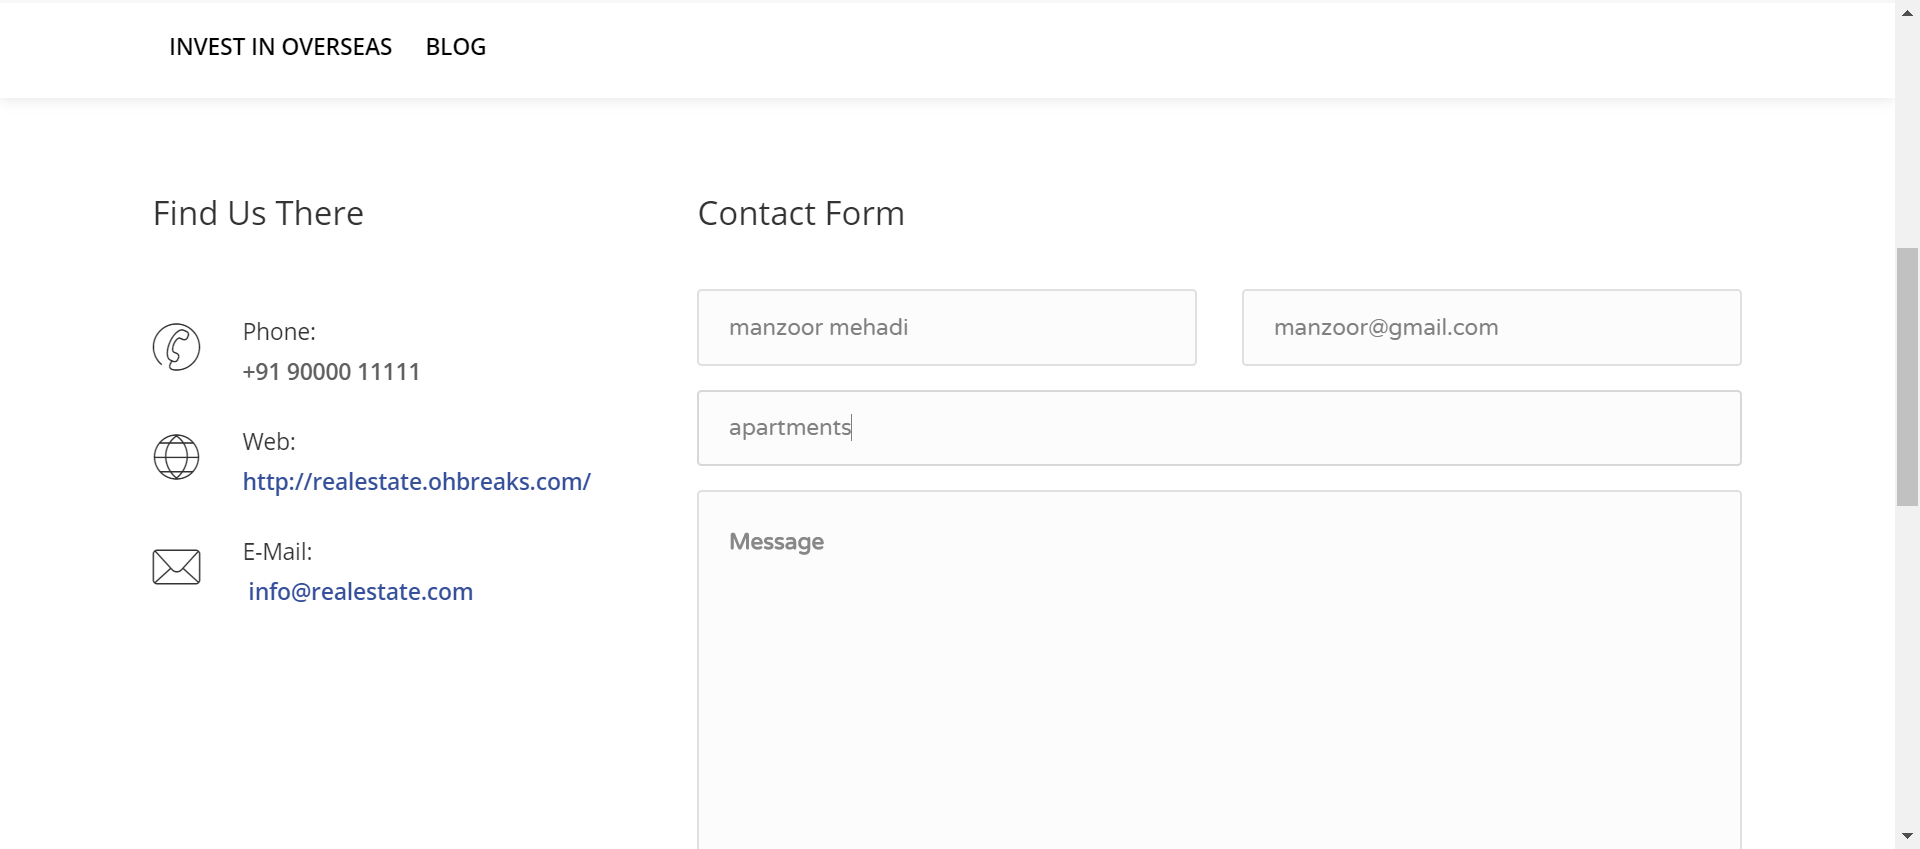 INVEST IN OVERSEAS BLOG
Find Us There
Phone:
+91 90000 11111
Web:
http://realestate.ohbreaks.com/
E-Mail:
info@realestate.com
Contact Form
manzoor mehadi
manzoor@gmail.com
apartments
Message